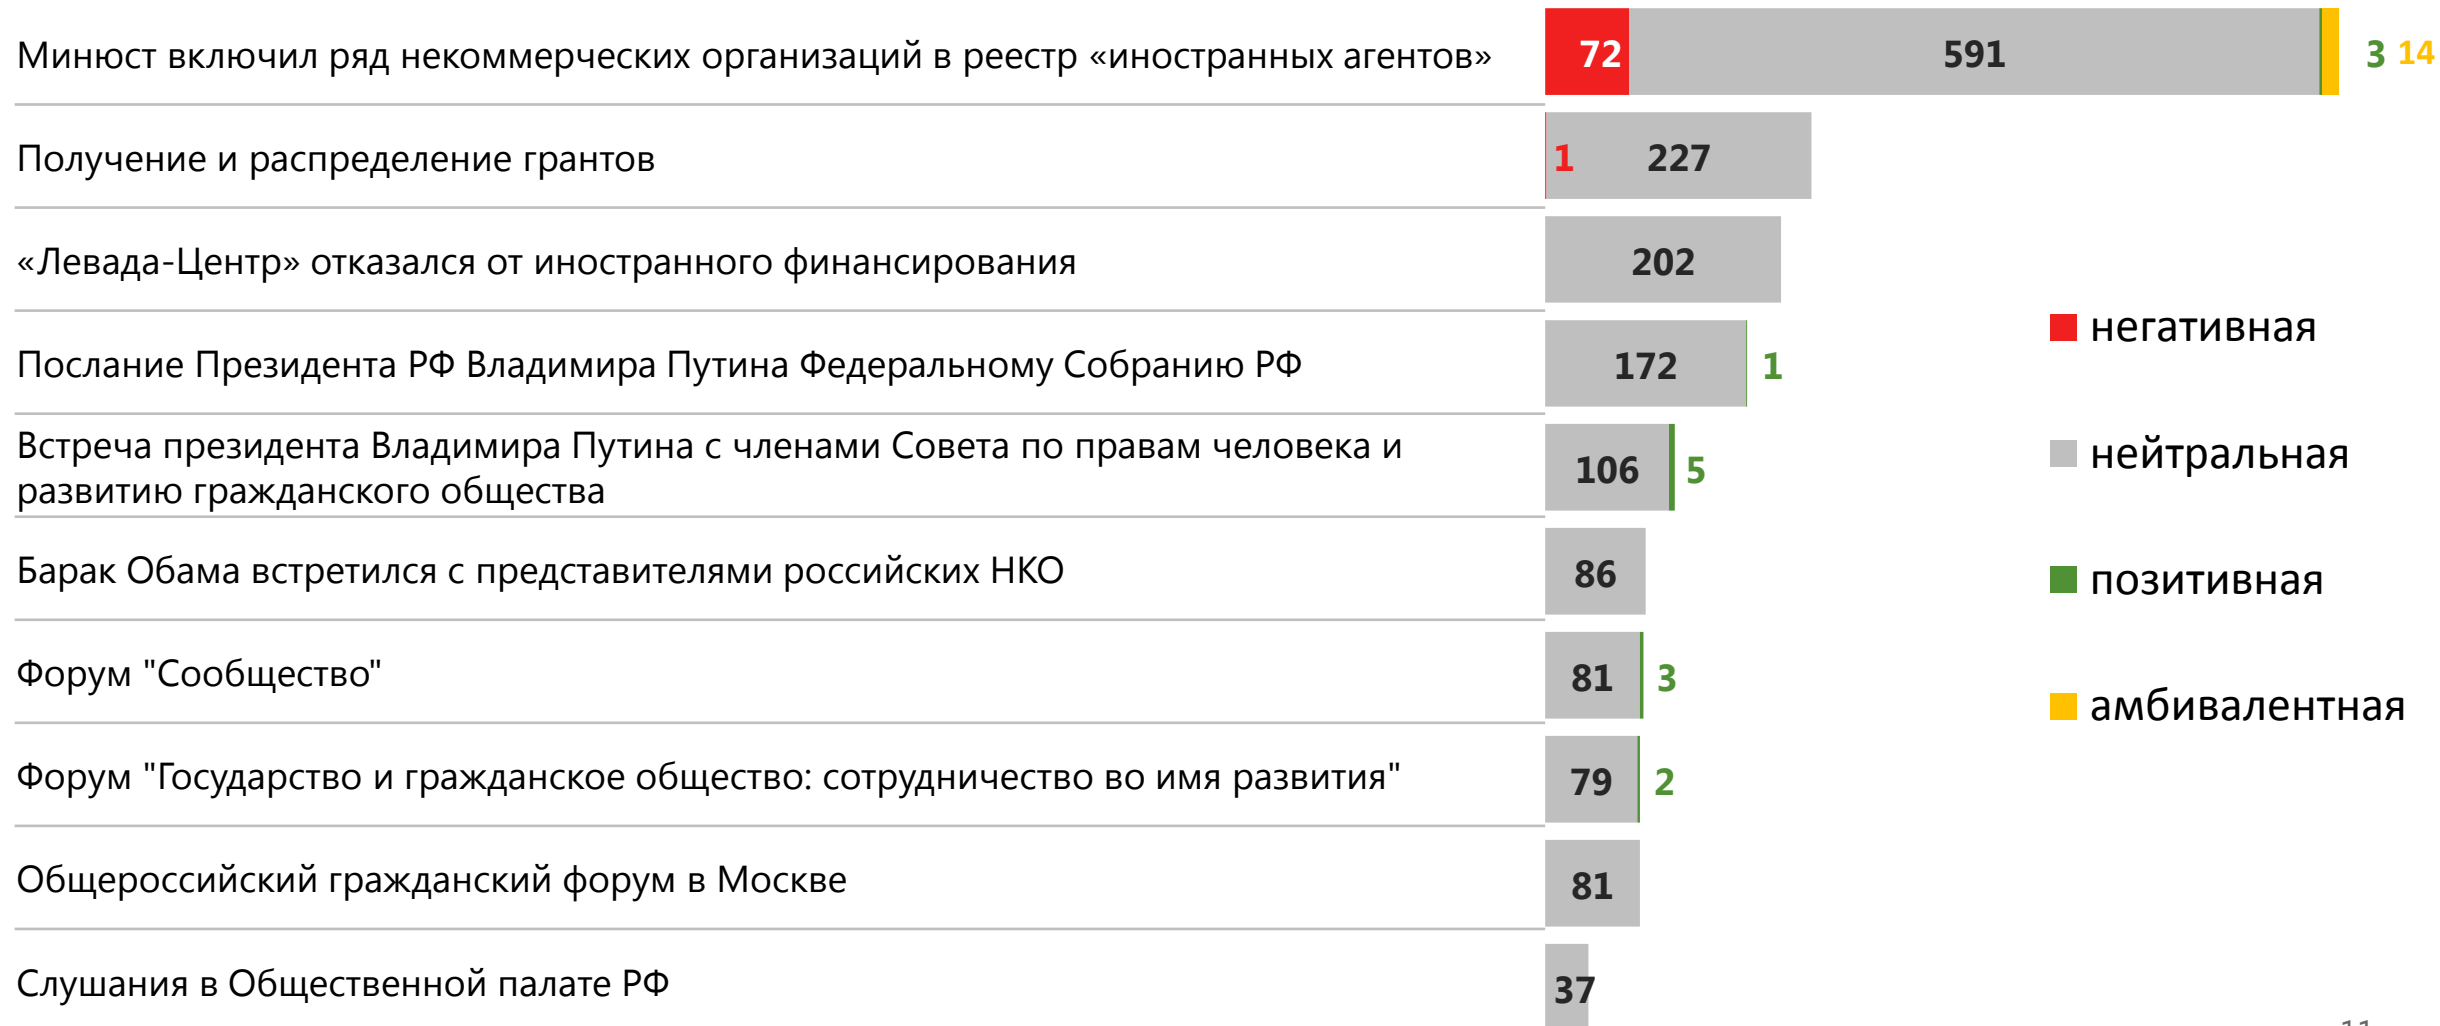 Минюст включил ряд некоммерческих организаций в реестр «иностранных агентов» 72 591 3 14
Получение и распределение грантов 1 227
«Левада-Центр» отказался от иностранного финансирования 202
Послание Президента РФ Владимира Путина Федеральному Собранию РФ 172 1
Встреча президента Владимира Путина с членами Совета по правам человека и
развитию гражданского общества 106 5
Барак Обама встретился с представителями российских НКО 86
Форум "Сообщество" 81 3
Форум "Государство и гражданское общество: сотрудничество во имя развития" 79 2
Общероссийский гражданский форум в Москве 81
Слушания в Общественной палате РФ 37
негативная
нейтральная
позитивная
амбивалентная